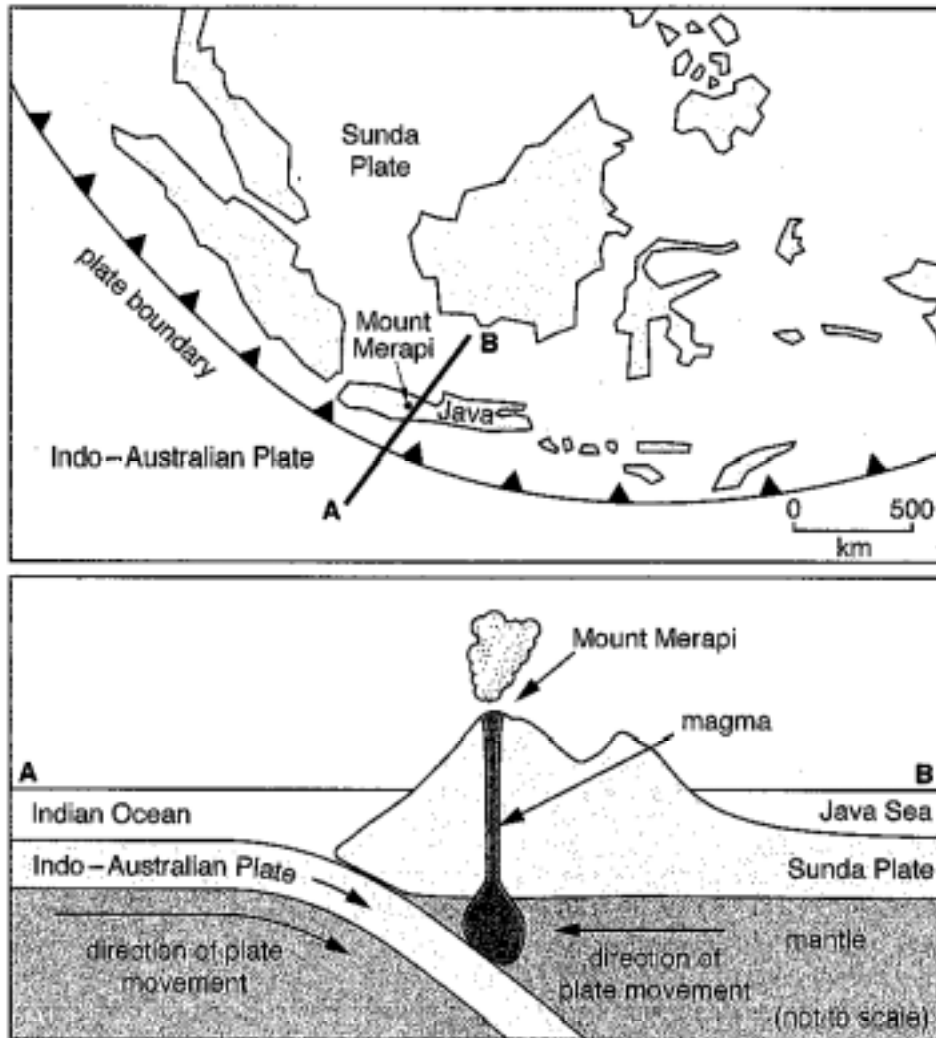 Sunda
Plate
plate boundary
Mount
Merapi
B
Java
Indo–Australian Plate
A
0 500
km
Mount Merapi
magma
A
B
Indian Ocean
Java Sea
Indo–Australian Plate
Sunda Plate
direction of plate
movement
direction of
plate movement
mantle
(not to scale)